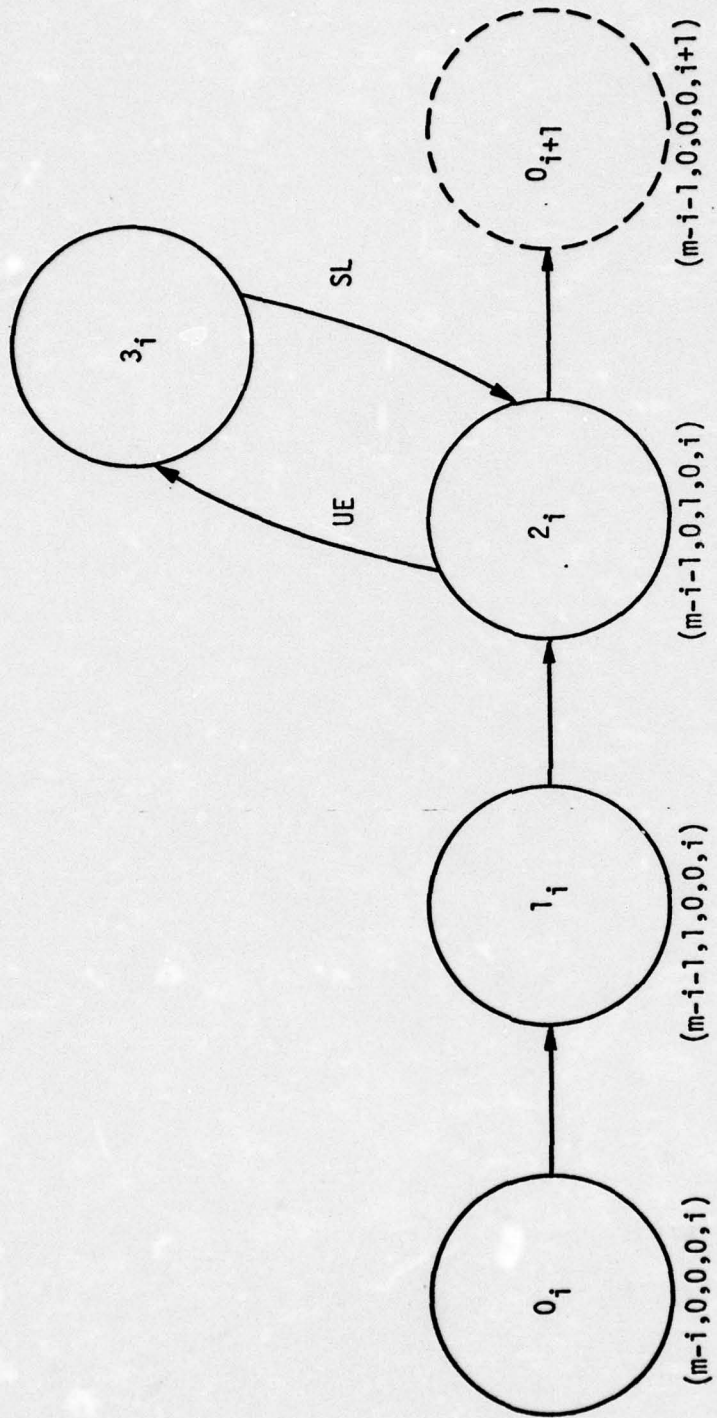 3ᵢ
UE
SL
0ᵢ
1ᵢ
2ᵢ
0ᵢ₊₁
(m-i,0,0,0,i)
(m-i-1,1,0,0,i)
(m-i-1,0,1,0,i)
(m-i-1,0,0,0,i+1)